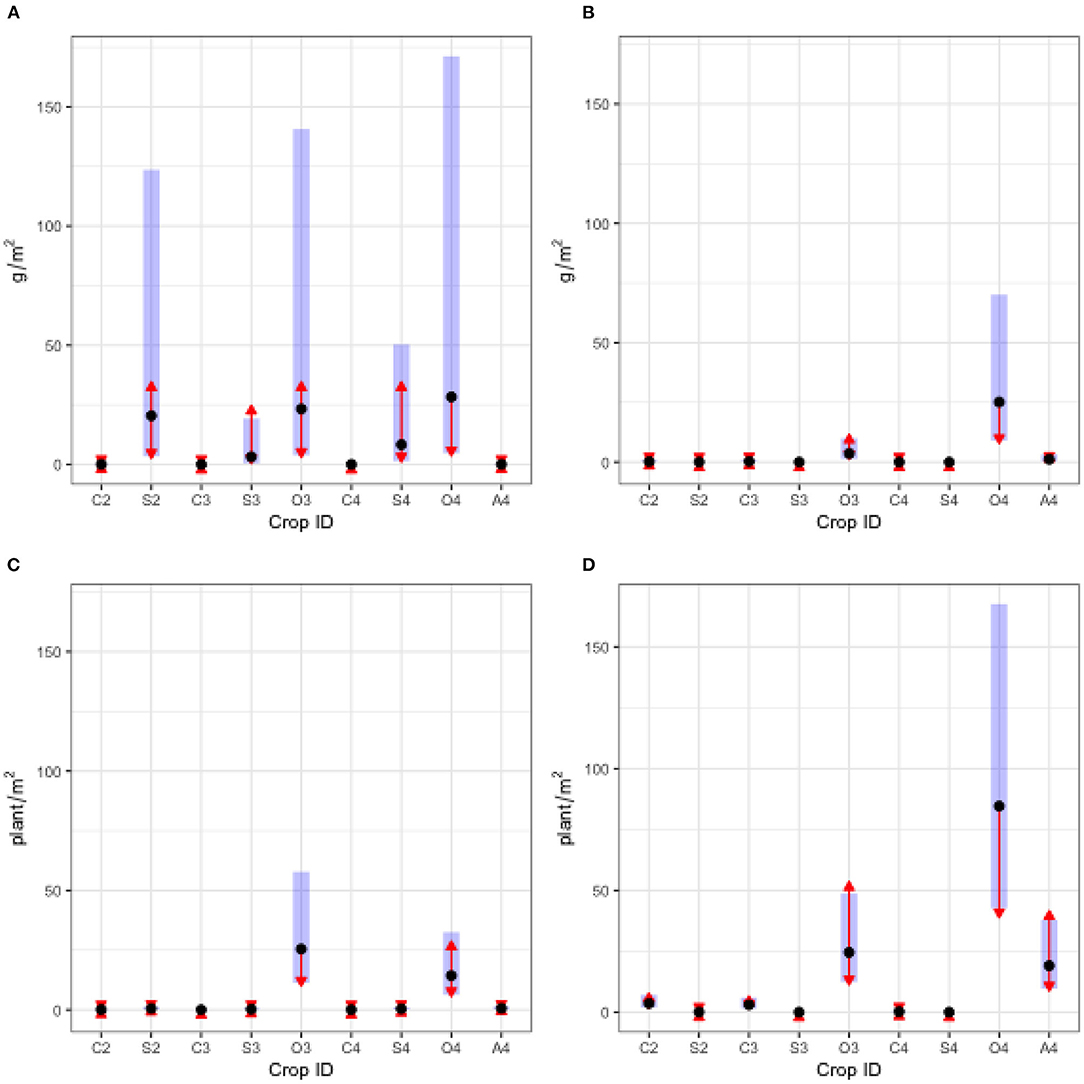 A
B
150
100
50
0
g/m²
C2 S2 C3 S3 O3 C4 S4 O4 A4
Crop ID
150
100
50
0
g/m²
C2 S2 C3 S3 O3 C4 S4 O4 A4
Crop ID
C
D
150
100
50
0
plant/m²
C2 S2 C3 S3 O3 C4 S4 O4 A4
Crop ID
150
100
50
0
plant/m²
C2 S2 C3 S3 O3 C4 S4 O4 A4
Crop ID